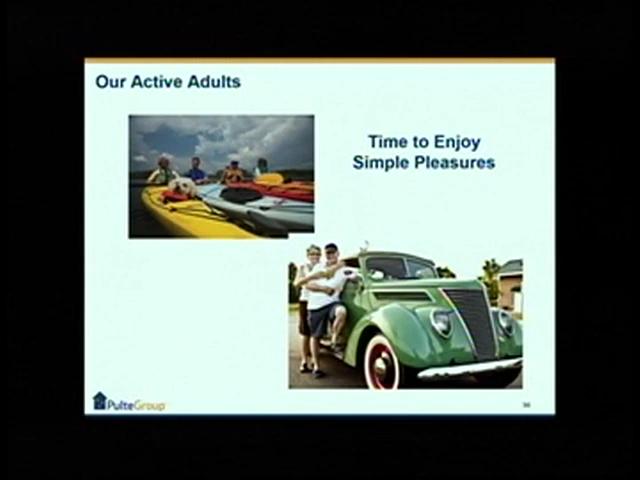 Our Active Adults
Time to Enjoy
Simple Pleasures
PulteGroup